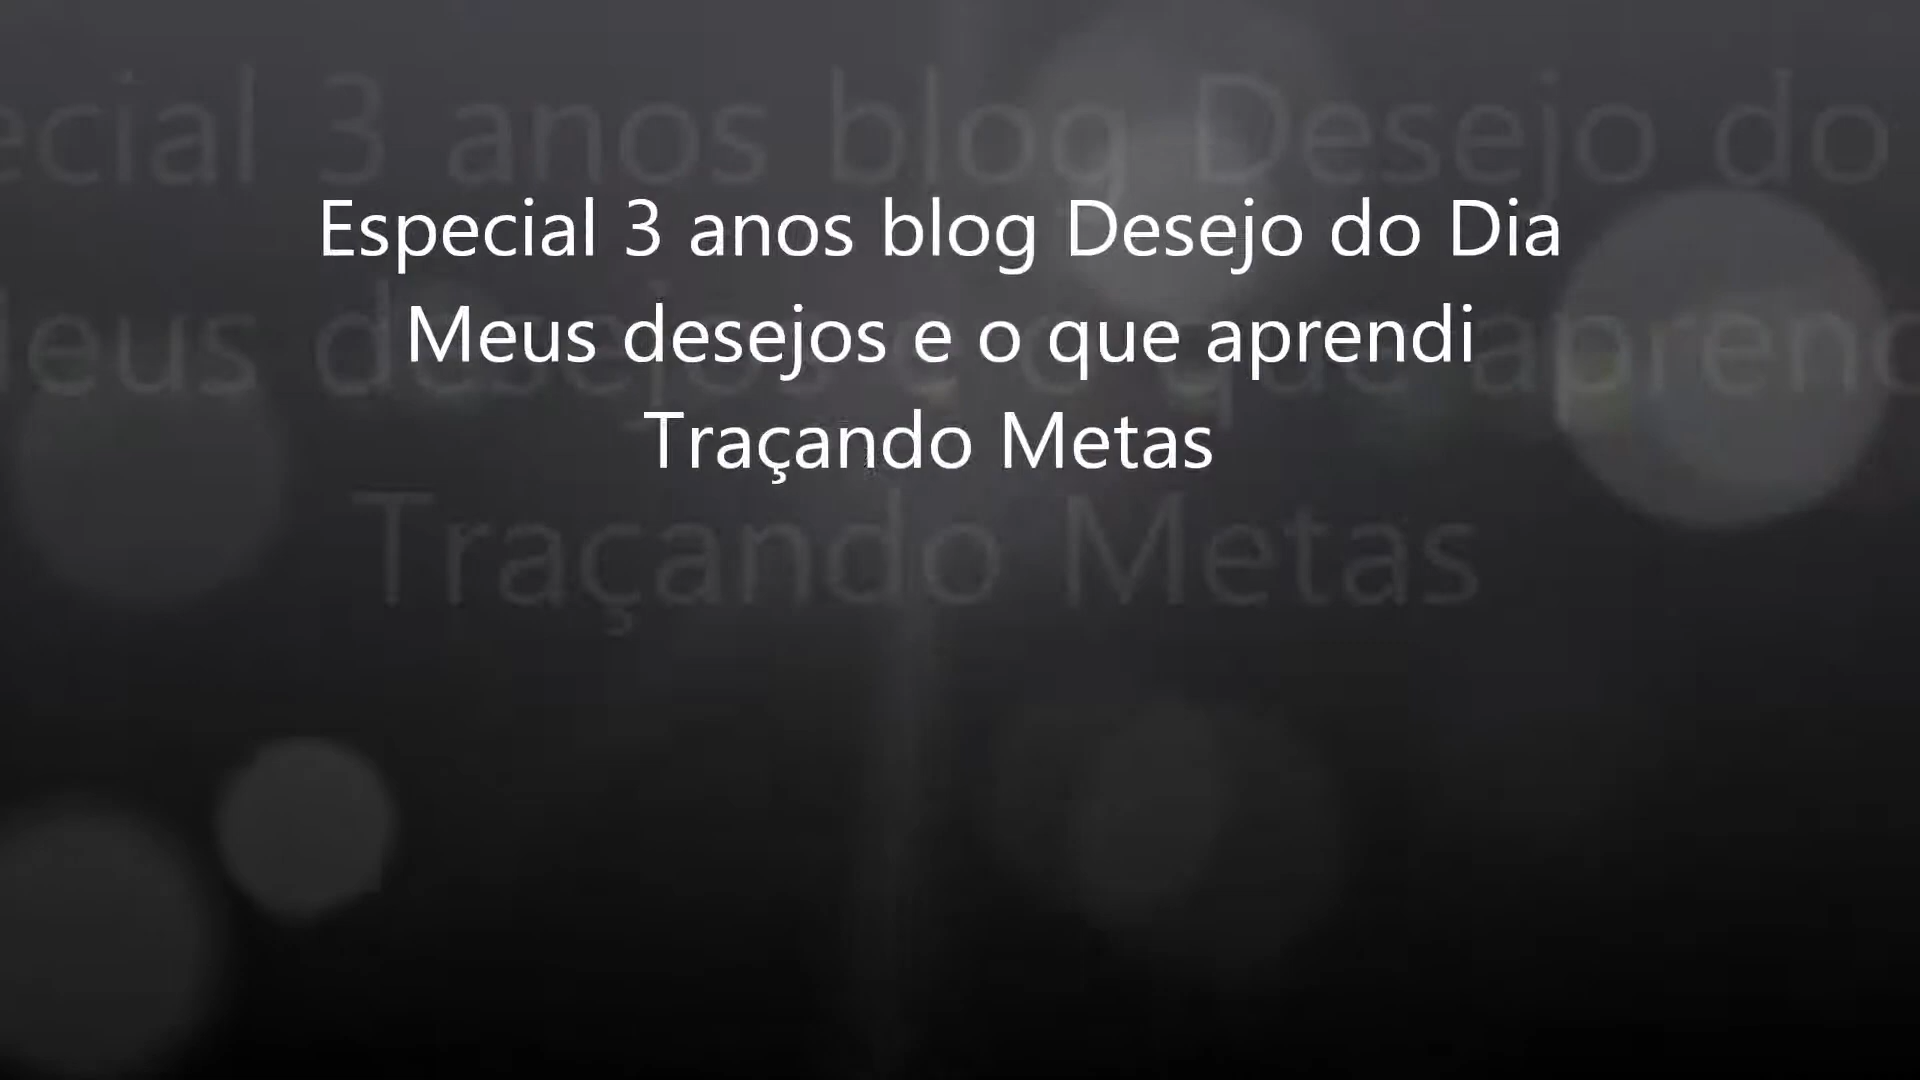 Especial 3 anos blog Desejo do Dia
Meus desejos e o que aprendi
Traçando Metas